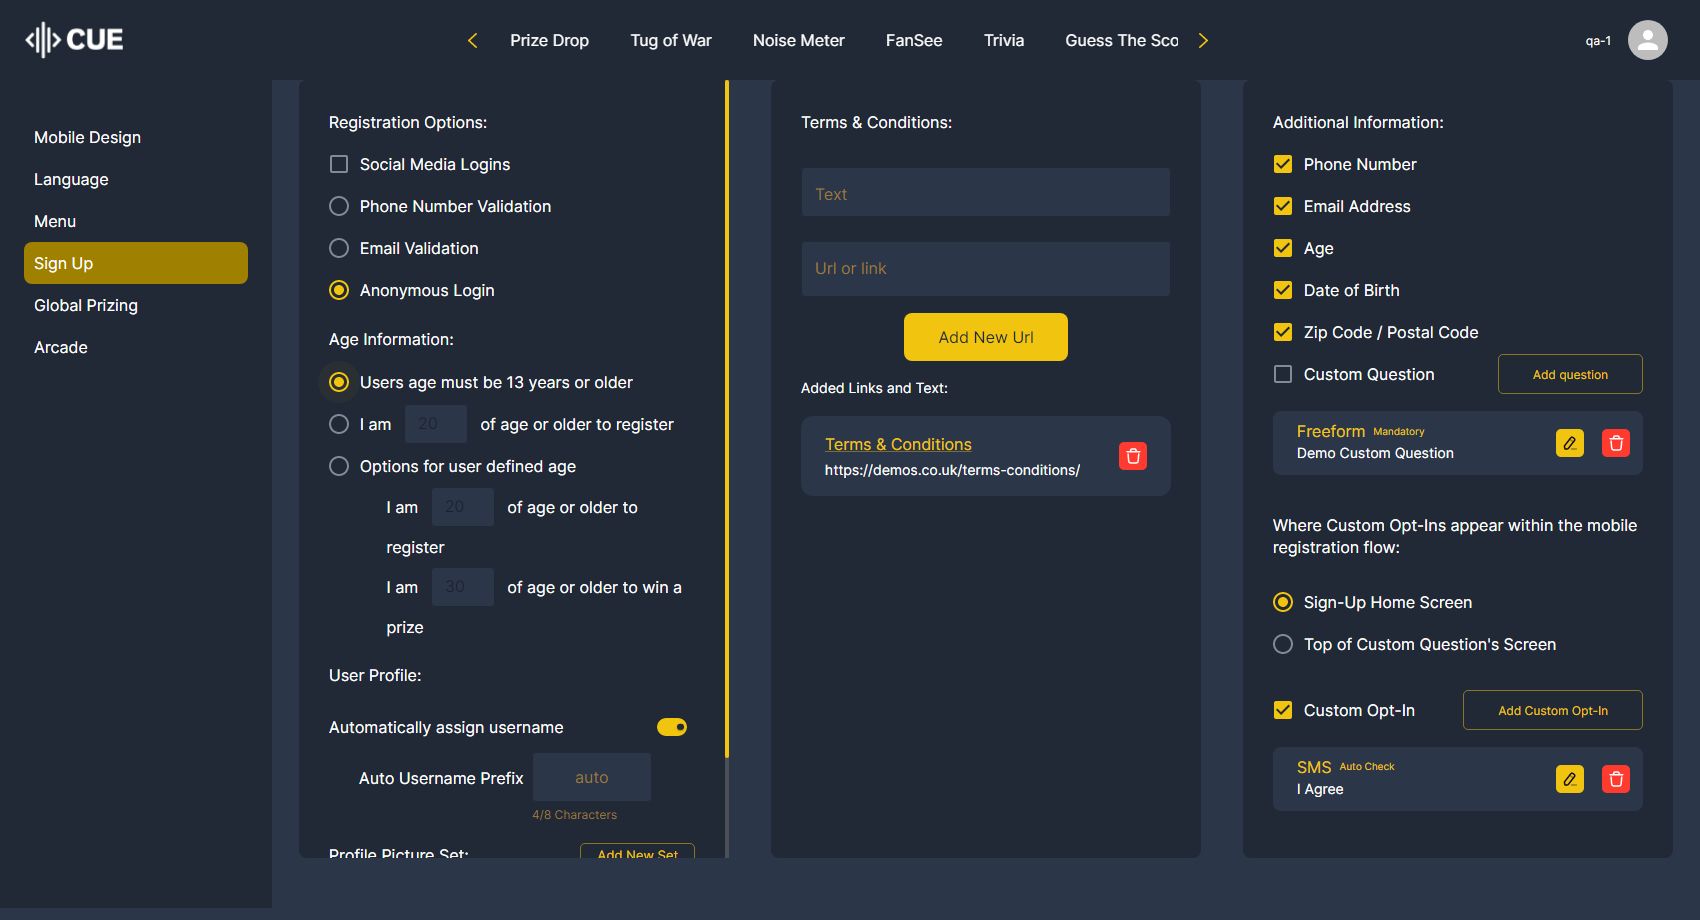 CUE
Prize Drop
Tug of War
Noise Meter
FanSee
Trivia
Guess The Sco
qa-1
Mobile Design
Language
Menu
Sign Up
Global Prizing
Arcade
Registration Options:
Social Media Logins
Phone Number Validation
Email Validation
Anonymous Login
Age Information:
Users age must be 13 years or older
I am 20 of age or older to register
Options for user defined age
I am 20 of age or older to
register
I am 30 of age or older to win a
prize
User Profile:
Automatically assign username
Auto Username Prefix auto
4/8 Characters
Profile Picture Set: Add New Set
Terms & Conditions:
Text
Url or link
Add New Url
Added Links and Text:
Terms & Conditions
https://demos.co.uk/terms-conditions/
Additional Information:
Phone Number
Email Address
Age
Date of Birth
Zip Code / Postal Code
Custom Question Add question
Freeform Mandatory
Demo Custom Question
Where Custom Opt-Ins appear within the mobile
registration flow:
Sign-Up Home Screen
Top of Custom Question's Screen
Custom Opt-In Add Custom Opt-In
SMS Auto Check
I Agree